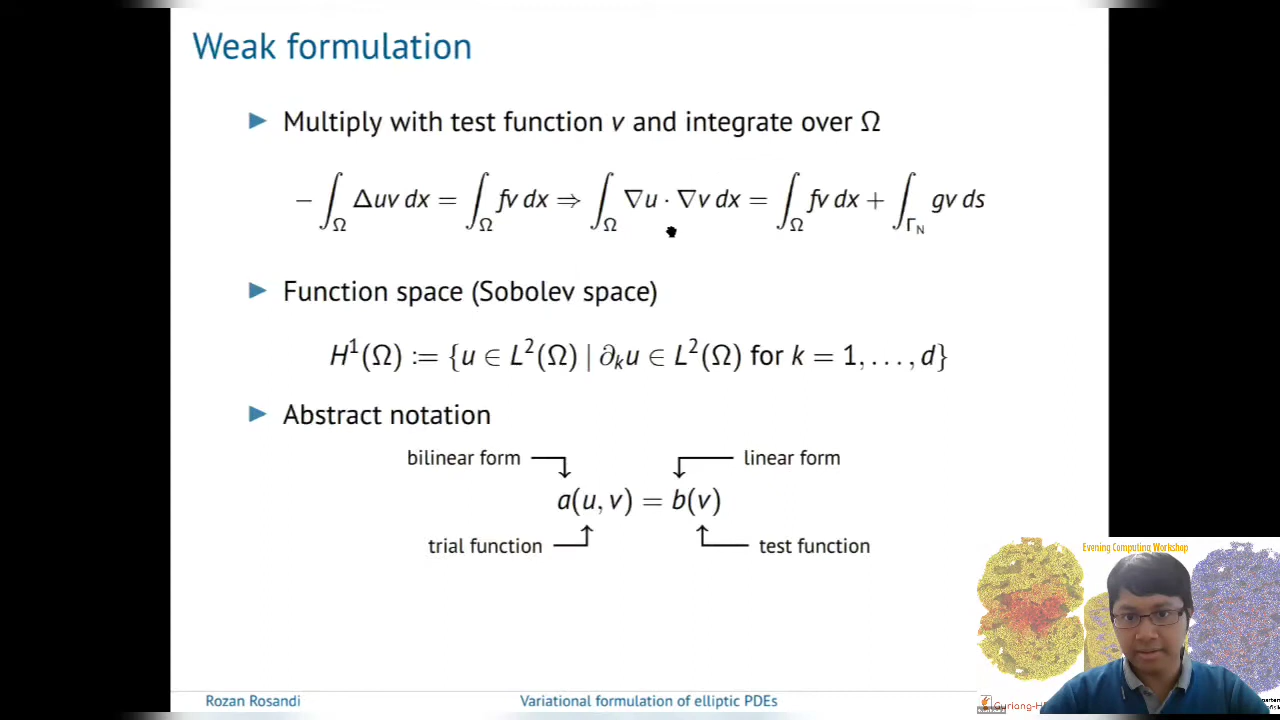 Weak formulation
▶ Multiply with test function v and integrate over Ω
− ∫_Ω Δuv dx = ∫_Ω fv dx ⇒ ∫_Ω ∇u · ∇v dx = ∫_Ω fv dx + ∫_{Γ_N} gv ds
▶ Function space (Sobolev space)
H¹(Ω) := {u ∈ L²(Ω) | ∂ₖu ∈ L²(Ω) for k = 1, . . . , d}
▶ Abstract notation
bilinear form
linear form
a(u, v) = b(v)
trial function
test function
Evening Computing Workshop
Rozan Rosandi
Variational formulation of elliptic PDEs